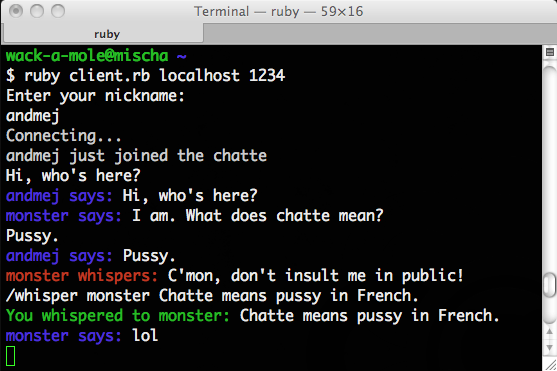 Terminal — ruby — 59×16
ruby
wack-a-mole@mischa ~
$ ruby client.rb localhost 1234
Enter your nickname:
andmej
Connecting...
andmej just joined the chatte
Hi, who's here?
andmej says: Hi, who's here?
monster says: I am. What does chatte mean?
Pussy.
andmej says: Pussy.
monster whispers: C'mon, don't insult me in public!
/whisper monster Chatte means pussy in French.
You whispered to monster: Chatte means pussy in French.
monster says: lol